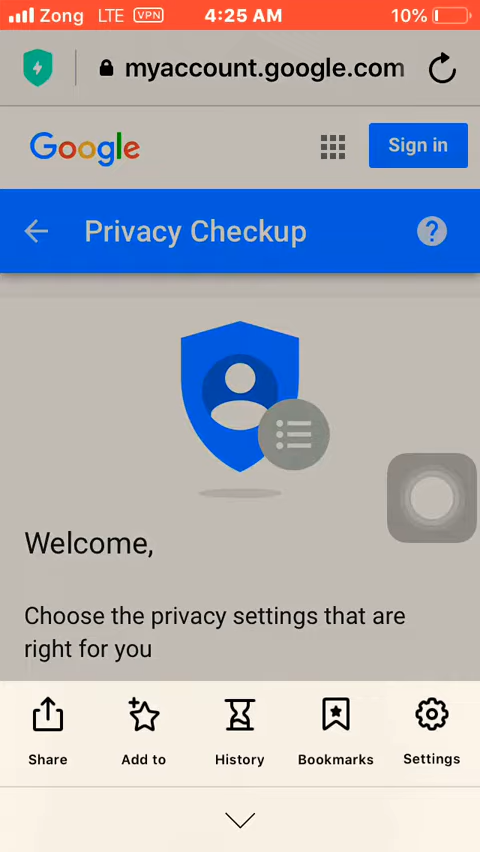 Zong LTE VPN 4:25 AM 10%
myaccount.google.com
Google Sign in
Privacy Checkup ?
Welcome,
Choose the privacy settings that are
right for you
Share Add to History Bookmarks Settings